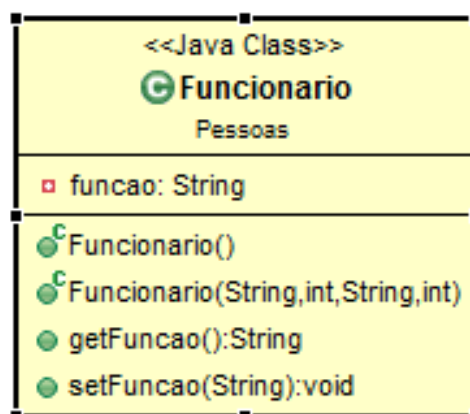 <<Java Class>>
Funcionario
Pessoas
funcao: String
Funcionario()
Funcionario(String,int,String,int)
getFuncao():String
setFuncao(String):void